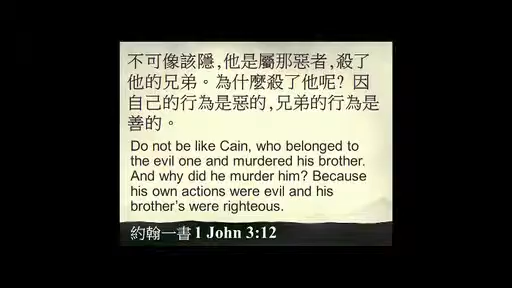 不可像該隱,他是屬那惡者,殺了
他的兄弟。為什麼殺了他呢? 因
自己的行為是惡的,兄弟的行為是
善的。
Do not be like Cain, who belonged to
the evil one and murdered his brother.
And why did he murder him? Because
his own actions were evil and his
brother's were righteous.
約翰一書 1 John 3:12